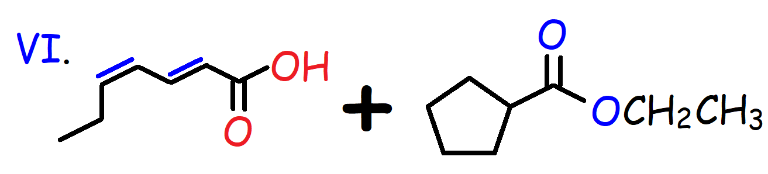 VI.
OH
O
+
O
OCH₂CH₃